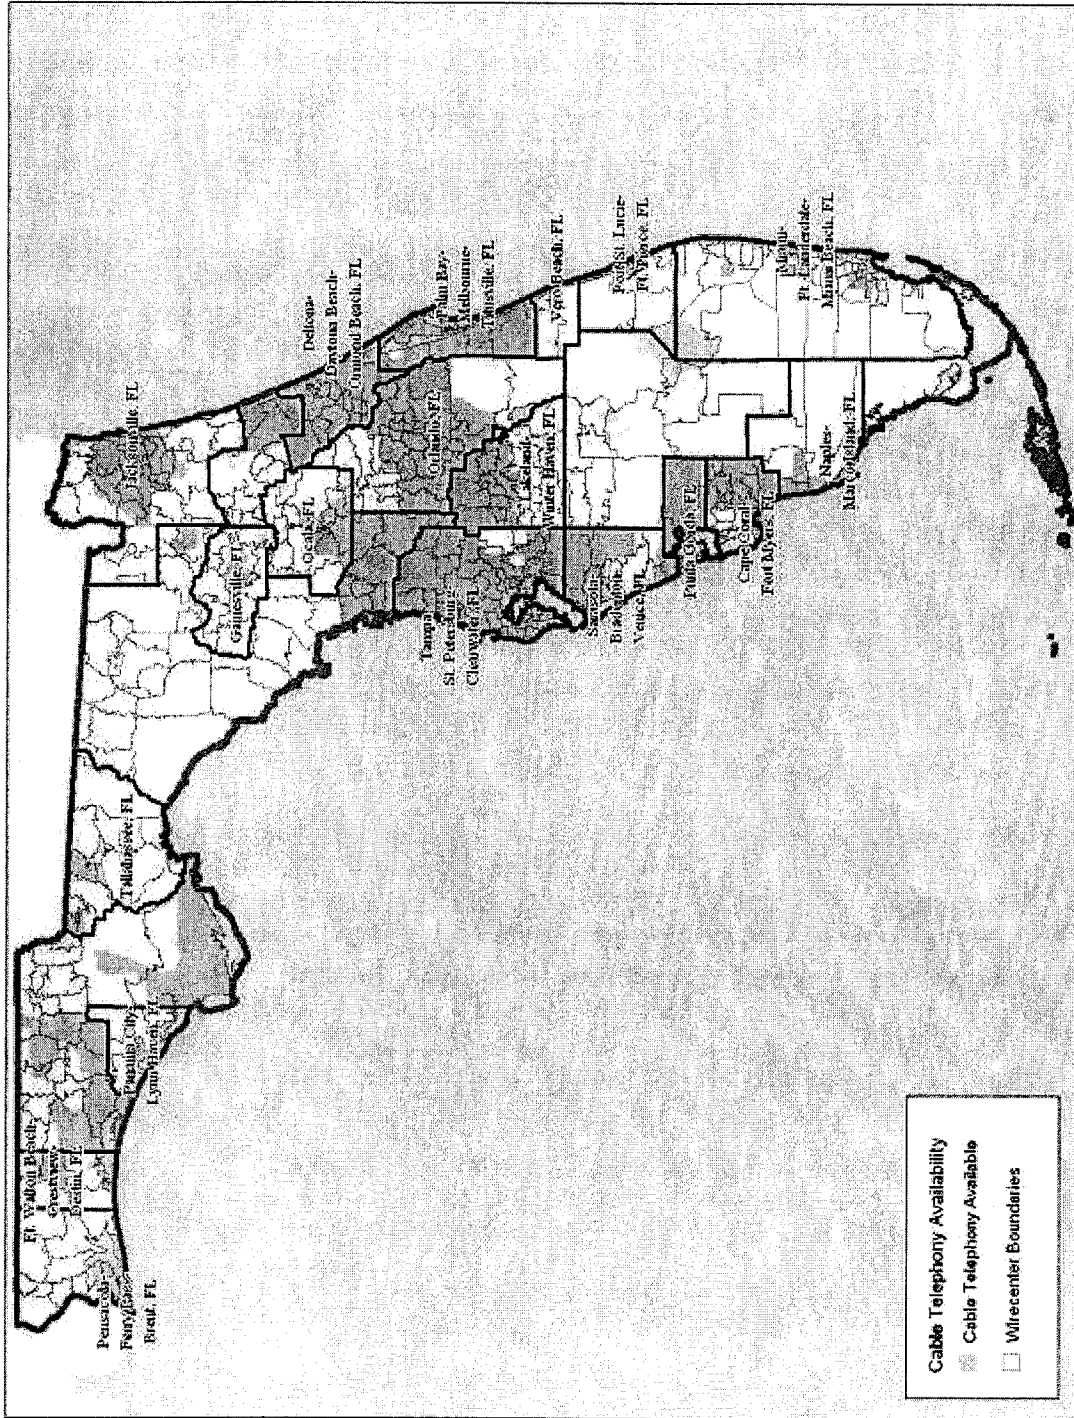 Jacksonville, FL
Deltona-
Daytona Beach-
Ormond Beach, FL
Palm Bay-
Melbourne-
Titusville, FL
Vero Beach, FL
Port St. Lucie-
Ft. Pierce, FL
Miami-
Ft. Lauderdale-
Miami Beach, FL
Gainesville, FL
Ocala, FL
Orlando, FL
Lakeland-
Winter Haven, FL
Punta Gorda, FL
Cape Coral-
Fort Myers, FL
Naples-
Marco Island, FL
Tampa-
St. Petersburg-
Clearwater, FL
Sarasota-
Bradenton-
Venice, FL
Tallahassee, FL
Panama City-
Lynn Haven, FL
Ft. Walton Beach-
Crestview-
Destin, FL
Pensacola-
Ferry Pass-
Brent, FL
Cable Telephony Availability
Cable Telephony Available
Wirecenter Boundaries